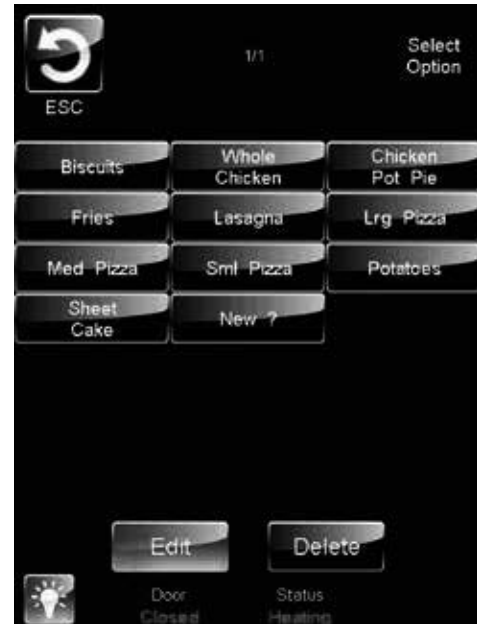 1/1
Select
Option
ESC
Biscuits
Whole
Chicken
Chicken
Pot Pie
Fries
Lasagna
Lrg Pizza
Med Pizza
Sml Pizza
Potatoes
Sheet
Cake
New ?
Edit
Delete
Door
Status
Closed
Heating